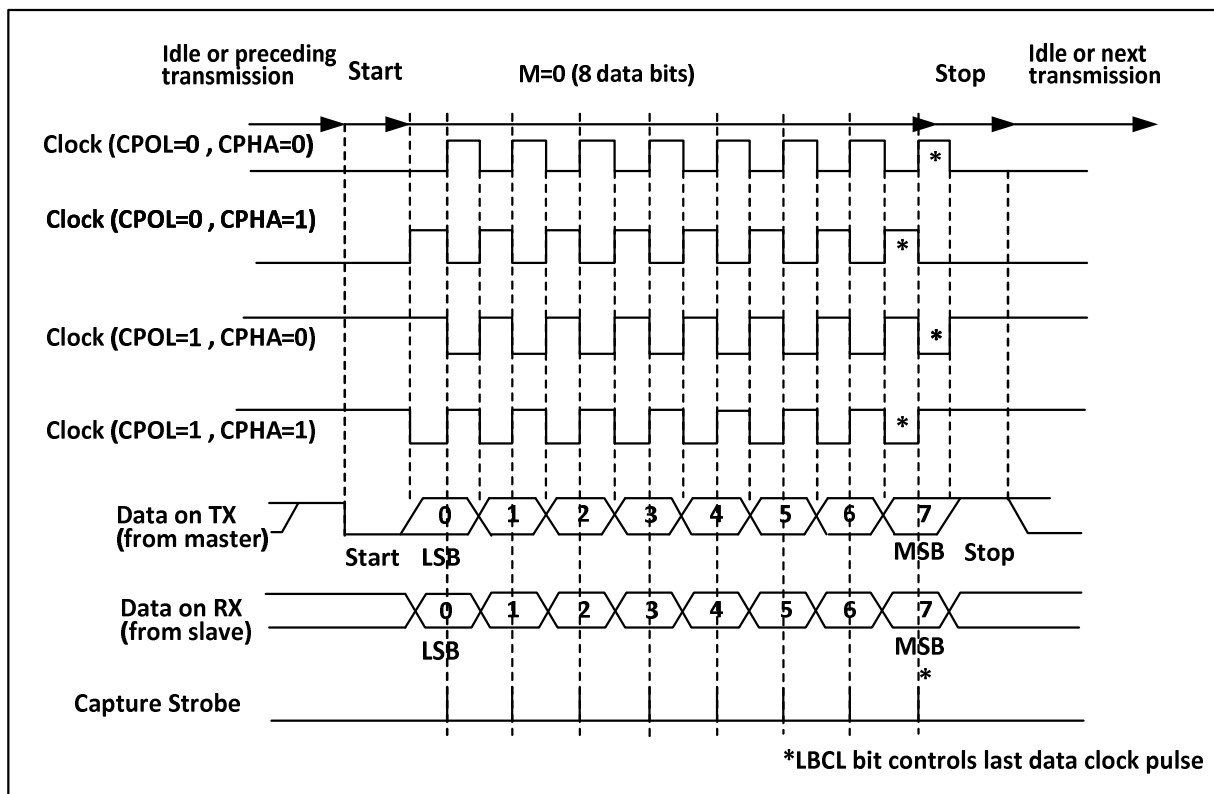 Idle or preceding
transmission
Start
M=0 (8 data bits)
Stop
Idle or next
transmission
Clock (CPOL=0 , CPHA=0)
*
Clock (CPOL=0 , CPHA=1)
*
Clock (CPOL=1 , CPHA=0)
*
Clock (CPOL=1 , CPHA=1)
*
Data on TX
(from master)
0 1 2 3 4 5 6 7
Start LSB MSB Stop
Data on RX
(from slave)
0 1 2 3 4 5 6 7
LSB MSB
*
Capture Strobe
*LBCL bit controls last data clock pulse